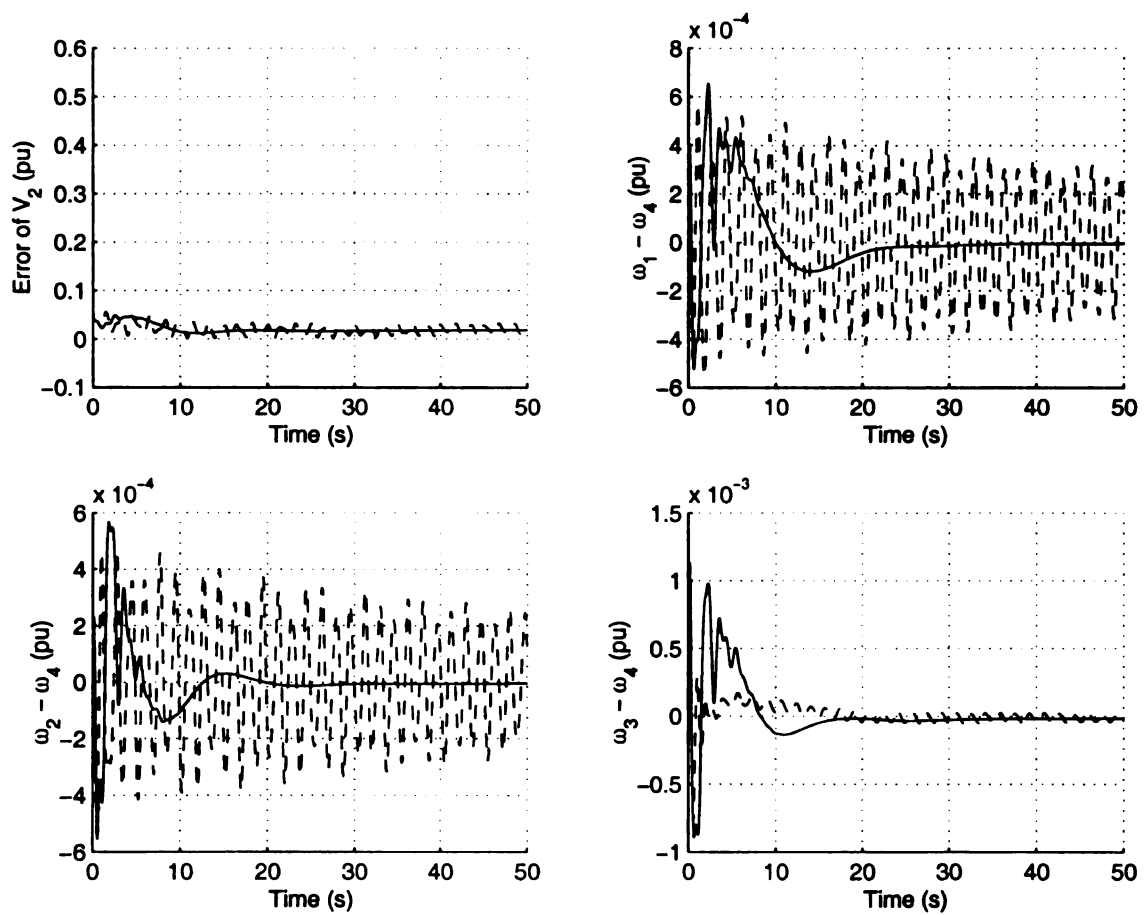 0.6
0.5
0.4
0.3
0.2
0.1
0
−0.1
Error of V₂ (pu)
0 10 20 30 40 50
Time (s)
x 10⁻⁴
8
6
4
2
0
−2
−4
−6
ω₁ − ω₄ (pu)
0 10 20 30 40 50
Time (s)
x 10⁻⁴
6
4
2
0
−2
−4
−6
ω₂ − ω₄ (pu)
0 10 20 30 40 50
Time (s)
x 10⁻³
1.5
1
0.5
0
−0.5
−1
ω₃ − ω₄ (pu)
0 10 20 30 40 50
Time (s)